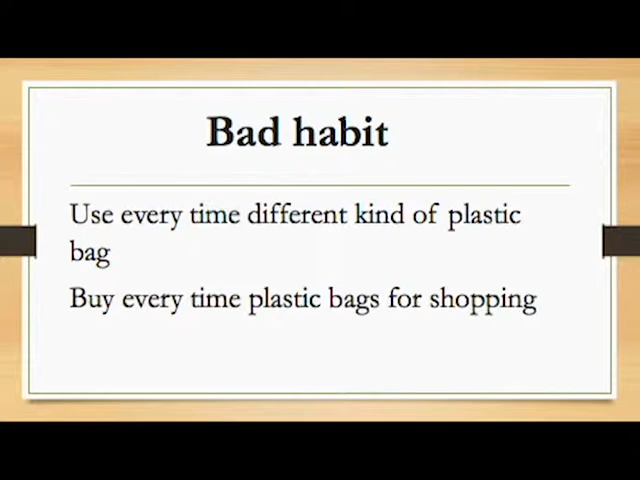 Bad habit
Use every time different kind of plastic
bag
Buy every time plastic bags for shopping